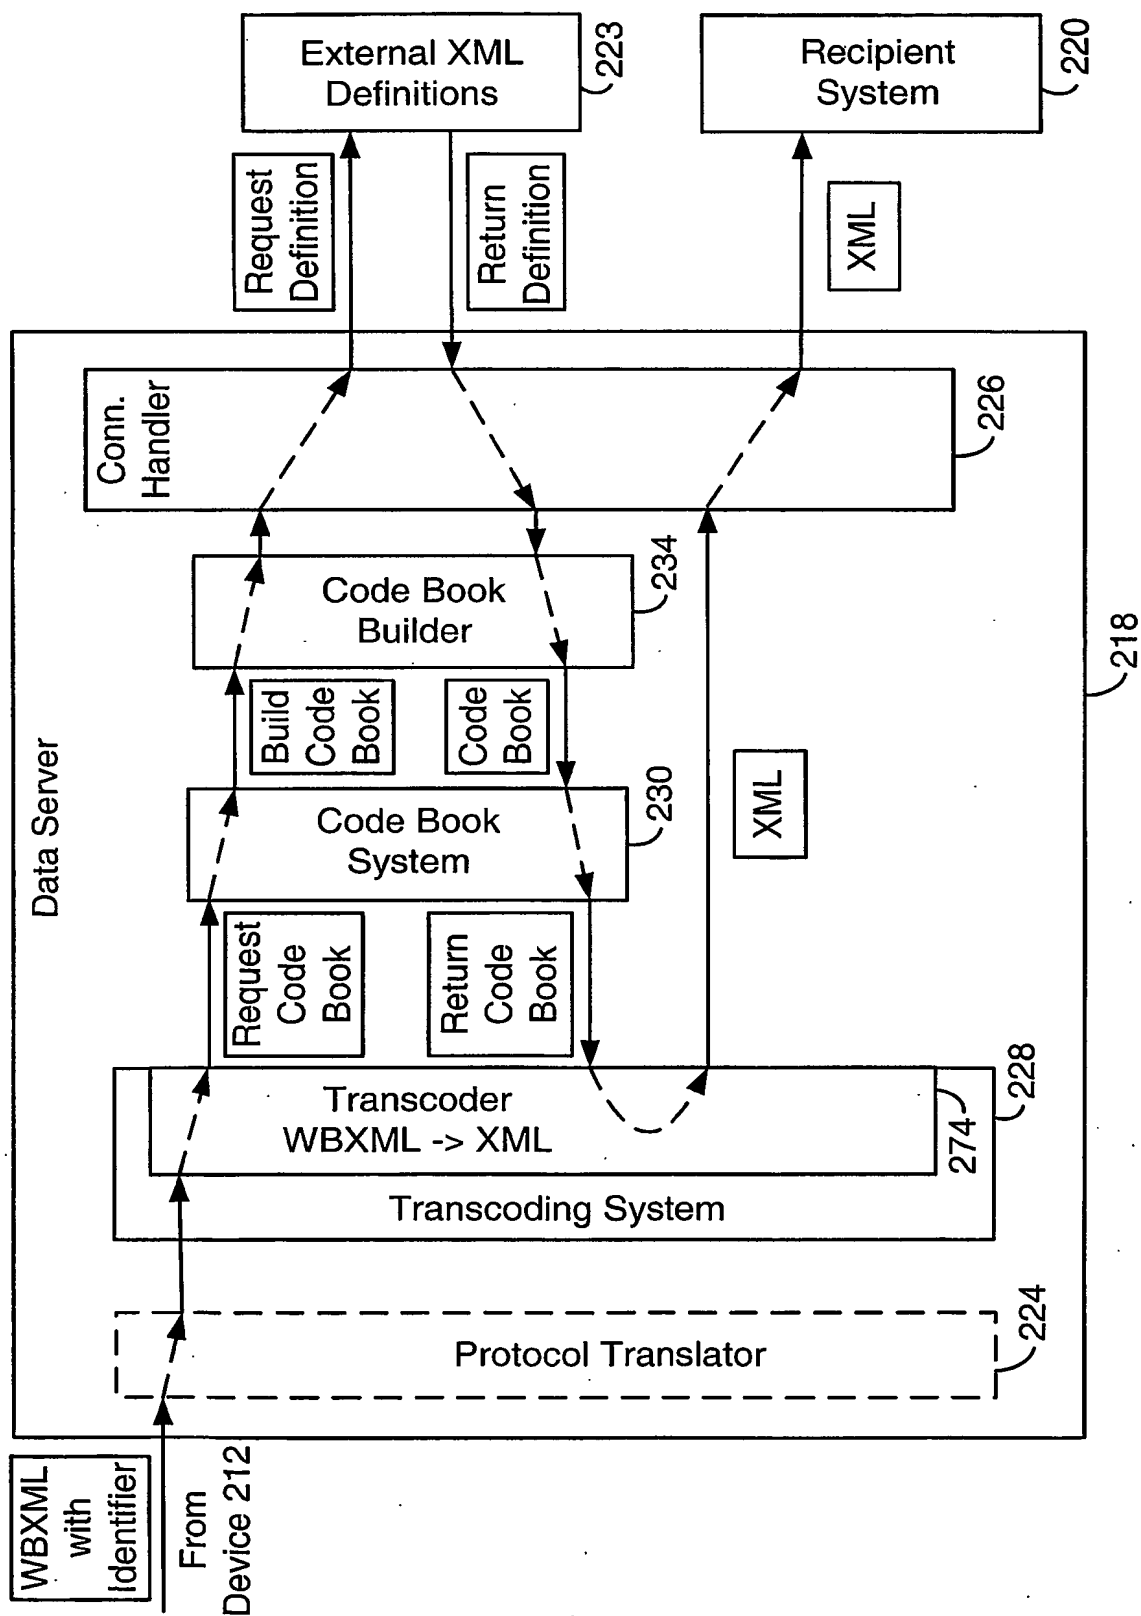 WBXML
with
Identifier
From
Device 212
Data Server
Protocol Translator
224
Transcoder
WBXML -> XML
Transcoding System
274
228
Request
Code
Book
Return
Code
Book
Code Book
System
230
Build
Code
Book
Code
Book
Code Book
Builder
234
XML
Conn.
Handler
226
218
Request
Definition
Return
Definition
XML
External XML
Definitions
223
Recipient
System
220